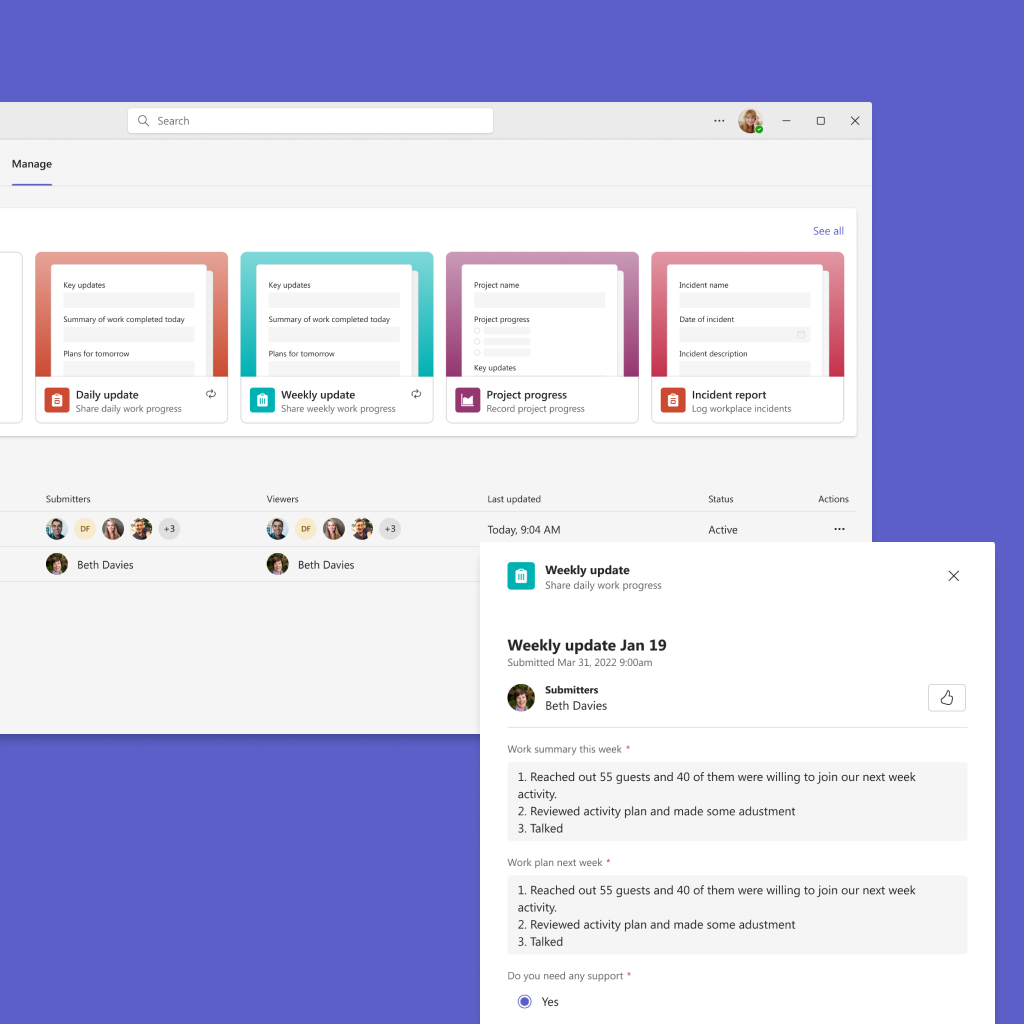 Search
Manage
See all
Key updates
Summary of work completed today
Plans for tomorrow
Daily update
Share daily work progress
Key updates
Summary of work completed today
Plans for tomorrow
Weekly update
Share weekly work progress
Project name
Project progress
Key updates
Project progress
Record project progress
Incident name
Date of incident
Incident description
Incident report
Log workplace incidents
Submitters Viewers Last updated Status Actions
DF +3 DF +3 Today, 9:04 AM Active
Beth Davies Beth Davies
Weekly update
Share daily work progress
Weekly update Jan 19
Submitted Mar 31, 2022 9:00am
Submitters
Beth Davies
Work summary this week *
1. Reached out 55 guests and 40 of them were willing to join our next week
activity.
2. Reviewed activity plan and made some adustment
3. Talked
Work plan next week *
1. Reached out 55 guests and 40 of them were willing to join our next week
activity.
2. Reviewed activity plan and made some adustment
3. Talked
Do you need any support *
Yes